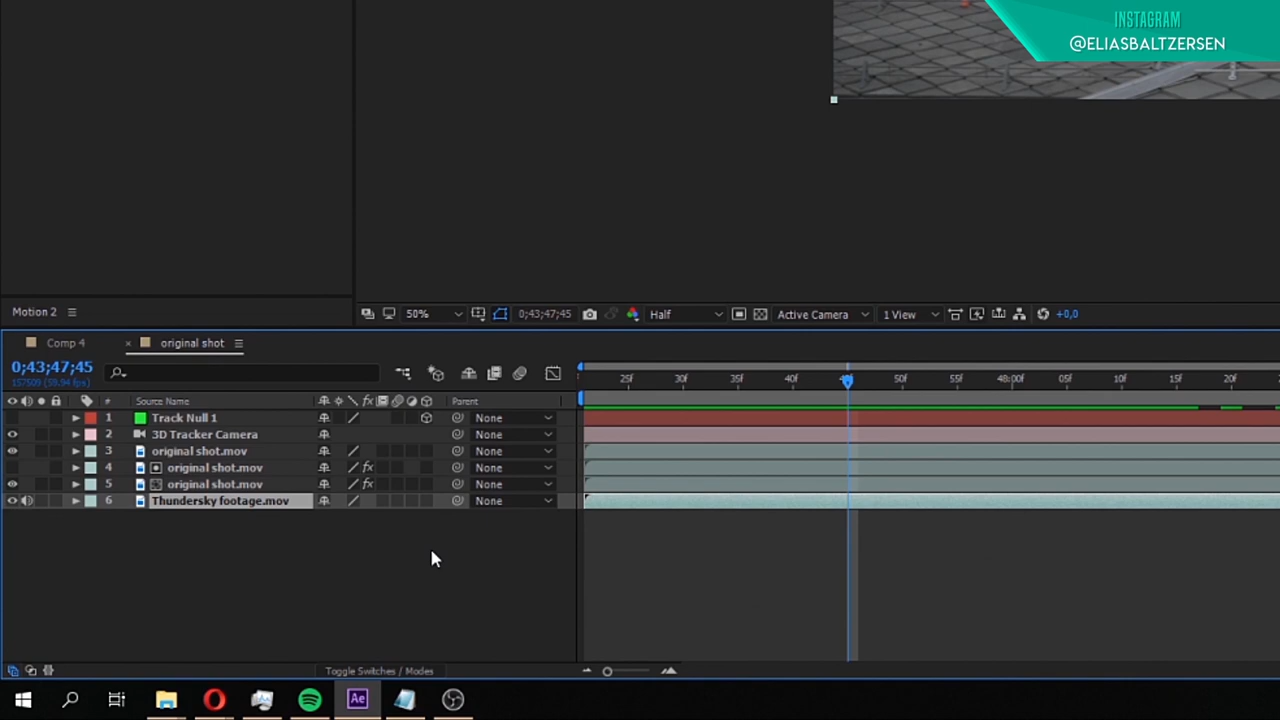 INSTAGRAM
@ELIASBALTZERSEN
Motion 2
50%
0;43;47;45
Half
Active Camera
1 View
+0,0
Comp 4
original shot
0;43;47;45
157509 (59.94 fps)
# Source Name Parent
1 Track Null 1 None
2 3D Tracker Camera None
3 original shot.mov None
4 original shot.mov fx None
5 original shot.mov fx None
6 Thundersky footage.mov None
25f 30f 35f 40f 50f 55f 48:00f 05f 10f 15f 20f
Toggle Switches / Modes
Ae